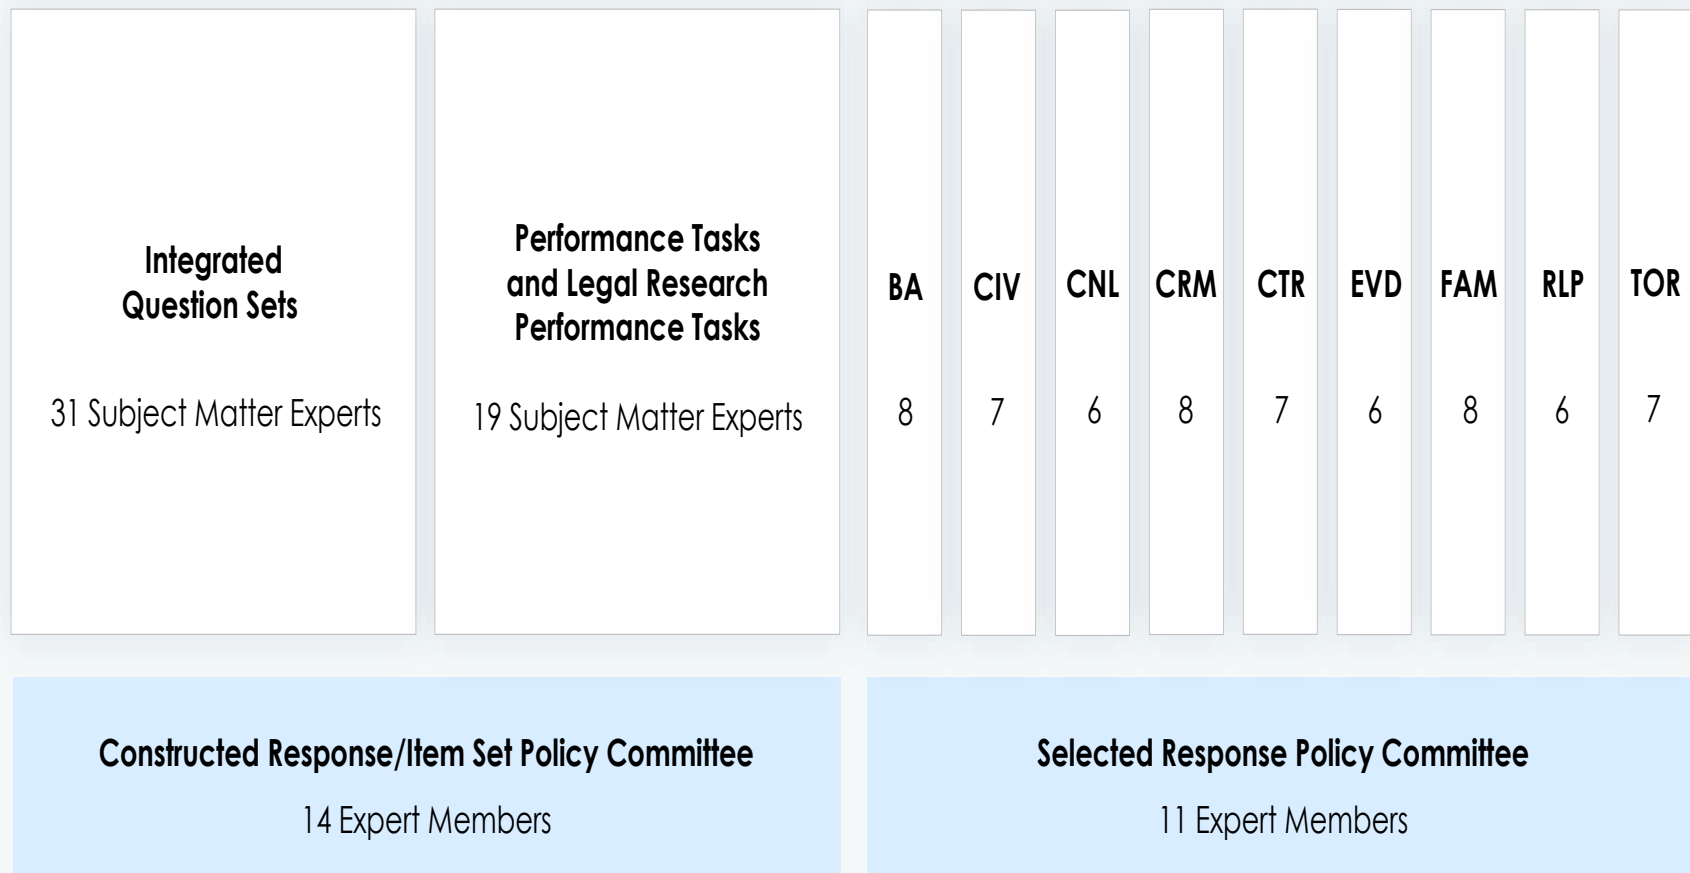 Integrated
Question Sets
31 Subject Matter Experts
Performance Tasks
and Legal Research
Performance Tasks
19 Subject Matter Experts
BA
8
CIV
7
CNL
6
CRM
8
CTR
7
EVD
6
FAM
8
RLP
6
TOR
7
Constructed Response/Item Set Policy Committee
14 Expert Members
Selected Response Policy Committee
11 Expert Members